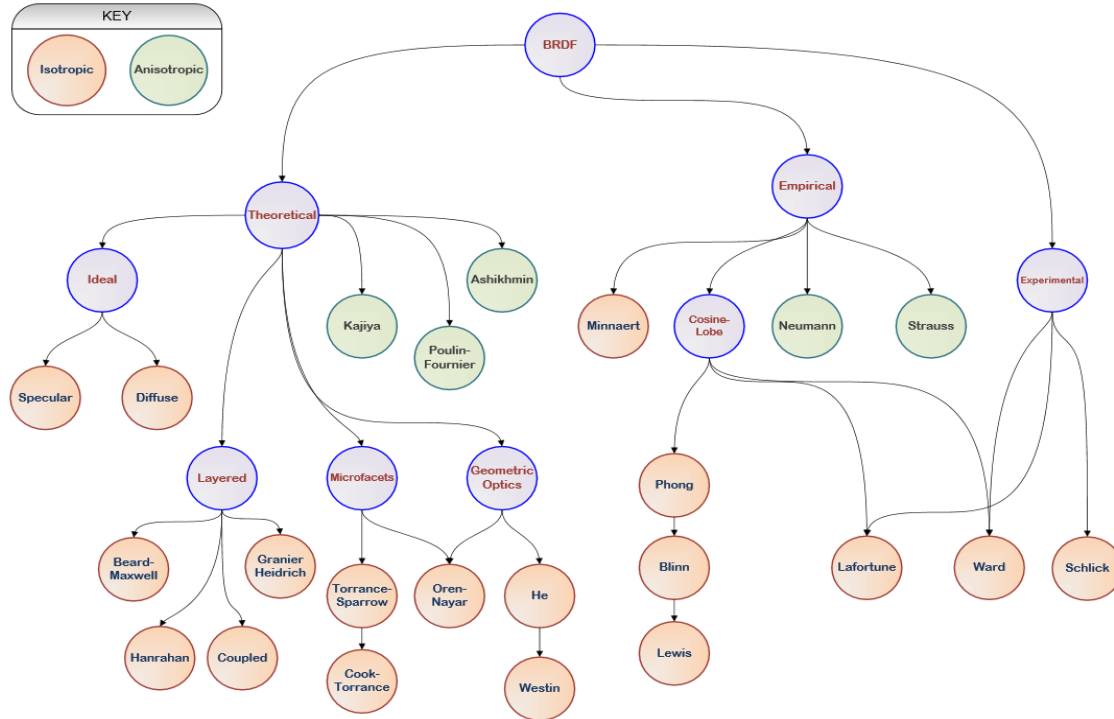 KEY
Isotropic
Anisotropic
BRDF
Empirical
Theoretical
Ideal
Ashikhmin
Experimental
Kajiya
Minnaert
Cosine-
Lobe
Neumann
Strauss
Poulin-
Fournier
Specular
Diffuse
Layered
Microfacets
Geometric
Optics
Phong
Beard-
Maxwell
Granier
Heidrich
Torrance-
Sparrow
Oren-
Nayar
He
Blinn
Lafortune
Ward
Schlick
Hanrahan
Coupled
Cook-
Torrance
Westin
Lewis